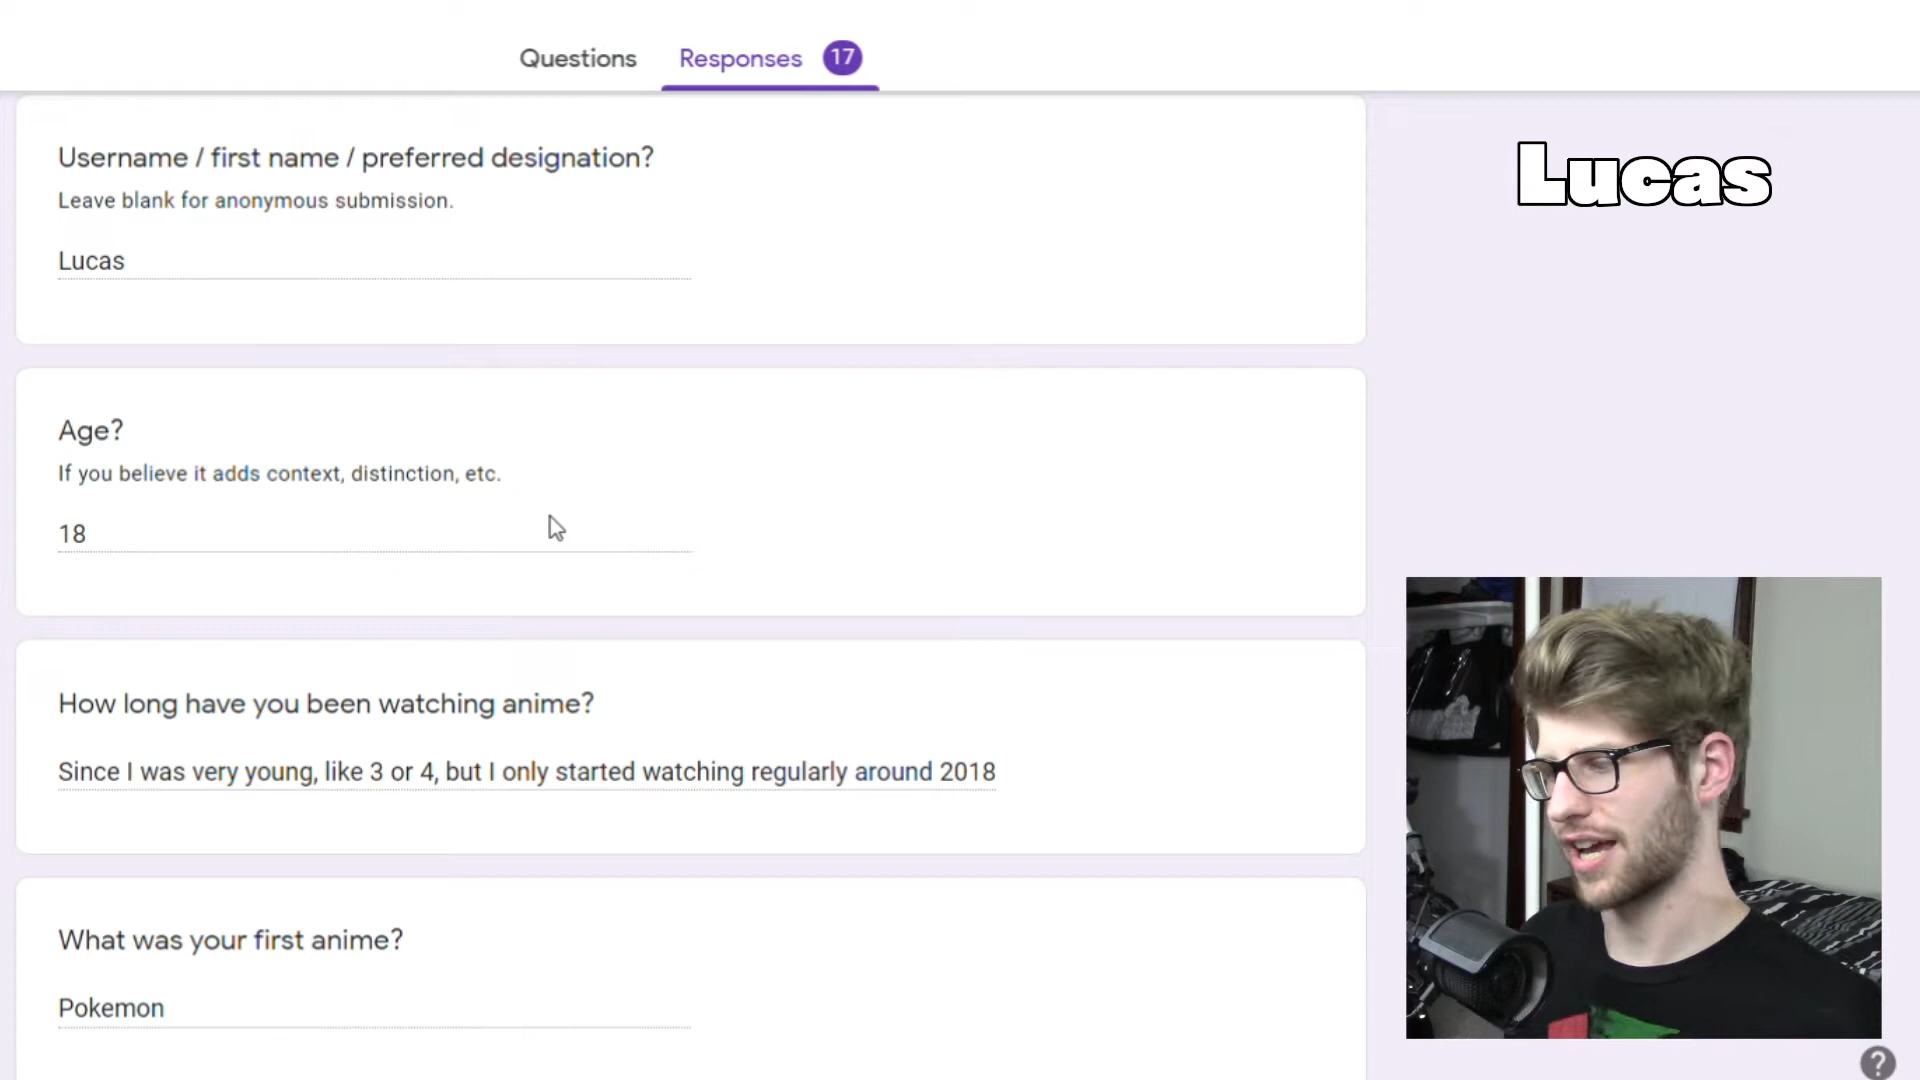 Questions
Responses 17
Username / first name / preferred designation?
Leave blank for anonymous submission.
Lucas
Lucas
Age?
If you believe it adds context, distinction, etc.
18
How long have you been watching anime?
Since I was very young, like 3 or 4, but I only started watching regularly around 2018
What was your first anime?
Pokemon
?